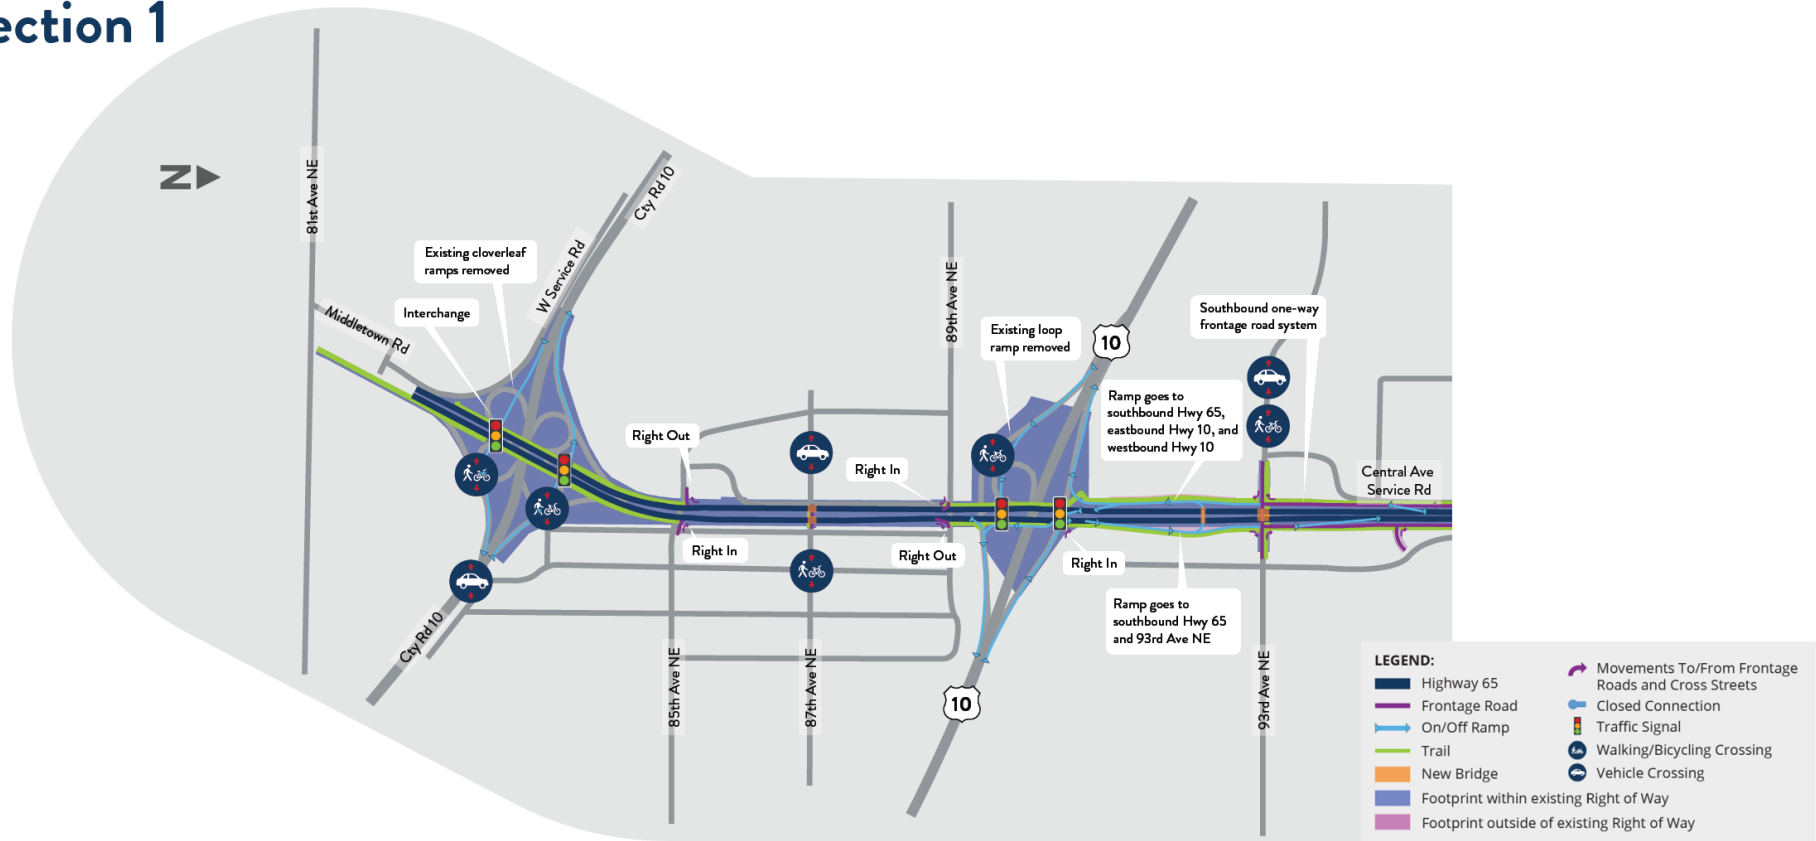 ection 1
N
81st Ave NE
Cty Rd 10
W Service Rd
Existing cloverleaf
ramps removed
Interchange
Middletown Rd
89th Ave NE
Existing loop
ramp removed
10
Southbound one-way
frontage road system
Ramp goes to
southbound Hwy 65,
eastbound Hwy 10, and
westbound Hwy 10
Right Out
Right In
Central Ave
Service Rd
Right In
Right Out
Right In
Ramp goes to
southbound Hwy 65
and 93rd Ave NE
Cty Rd 10
85th Ave NE
87th Ave NE
10
93rd Ave NE
LEGEND:
Highway 65
Frontage Road
On/Off Ramp
Trail
New Bridge
Footprint within existing Right of Way
Footprint outside of existing Right of Way
Movements To/From Frontage
Roads and Cross Streets
Closed Connection
Traffic Signal
Walking/Bicycling Crossing
Vehicle Crossing